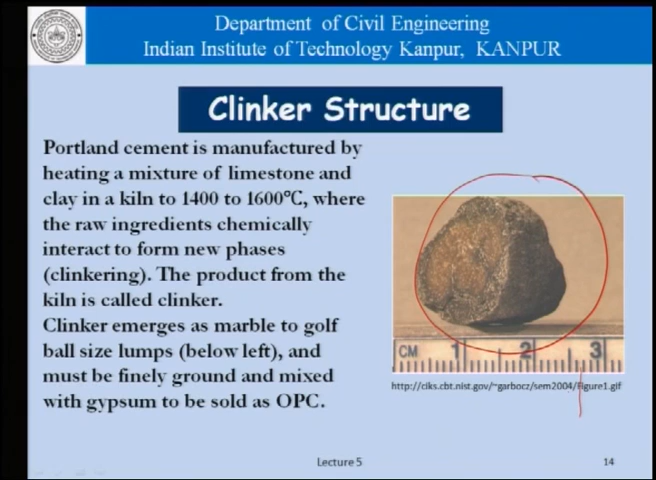 Department of Civil Engineering
Indian Institute of Technology Kanpur, KANPUR
Clinker Structure
Portland cement is manufactured by
heating a mixture of limestone and
clay in a kiln to 1400 to 1600°C, where
the raw ingredients chemically
interact to form new phases
(clinkering). The product from the
kiln is called clinker.
Clinker emerges as marble to golf
ball size lumps (below left), and
must be finely ground and mixed
with gypsum to be sold as OPC.
CM 1 2 3
http://ciks.cbt.nist.gov/~garbocz/sem2004/Figure1.gif
Lecture 5
14